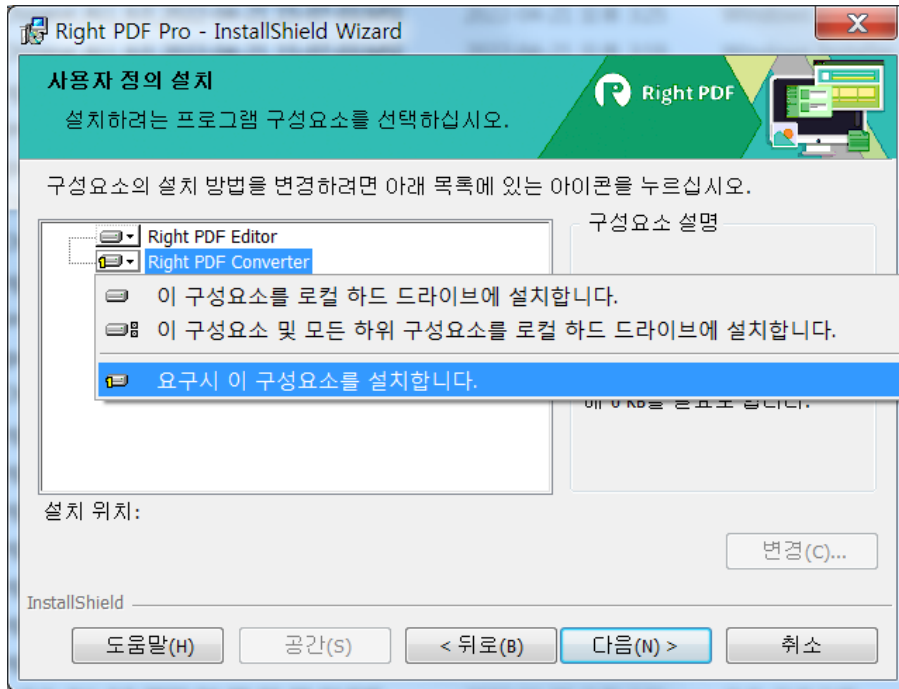 Right PDF Pro - InstallShield Wizard
사용자 정의 설치
설치하려는 프로그램 구성요소를 선택하십시오.
Right PDF
구성요소의 설치 방법을 변경하려면 아래 목록에 있는 아이콘을 누르십시오.
구성요소 설명
Right PDF Editor
Right PDF Converter
이 구성요소를 로컬 하드 드라이브에 설치합니다.
이 구성요소 및 모든 하위 구성요소를 로컬 하드 드라이브에 설치합니다.
요구시 이 구성요소를 설치합니다.
설치 위치:
변경(C)...
InstallShield
도움말(H)
공간(S)
< 뒤로(B)
다음(N) >
취소